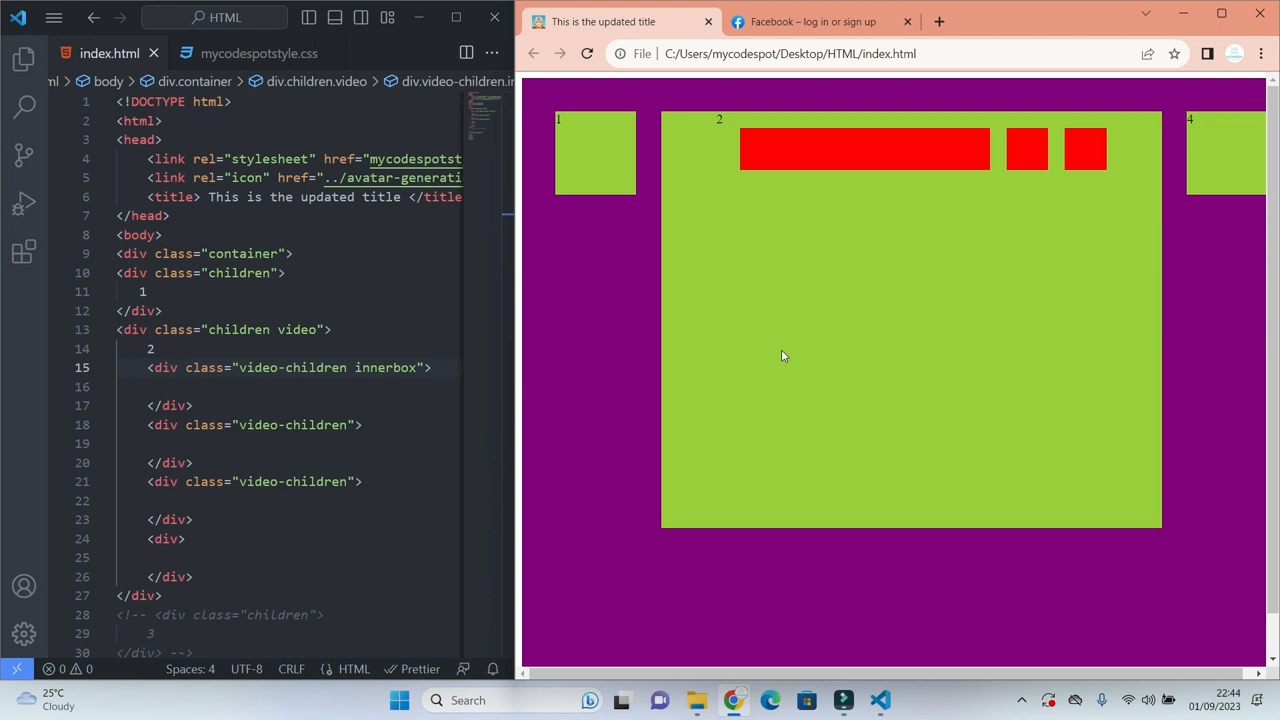 HTML
index.html
mycodespotstyle.css
ml > body > div.container > div.children.video > div.video-children.in
1 <!DOCTYPE html>
2 <html>
3 <head>
4 <link rel="stylesheet" href="mycodespotst
5 <link rel="icon" href="../avatar-generati
6 <title> This is the updated title </title
7 </head>
8 <body>
9 <div class="container">
10 <div class="children">
11 1
12 </div>
13 <div class="children video">
14 2
15 <div class="video-children innerbox">
16
17 </div>
18 <div class="video-children">
19
20 </div>
21 <div class="video-children">
22
23 </div>
24 <div>
25
26 </div>
27 </div>
28 <!-- <div class="children">
29 3
30 </div> -->
0 0 Spaces: 4 UTF-8 CRLF {} HTML Prettier
This is the updated title
Facebook – log in or sign up
File | C:/Users/mycodespot/Desktop/HTML/index.html
1
2
4
25°C
Cloudy
Search
22:44
01/09/2023